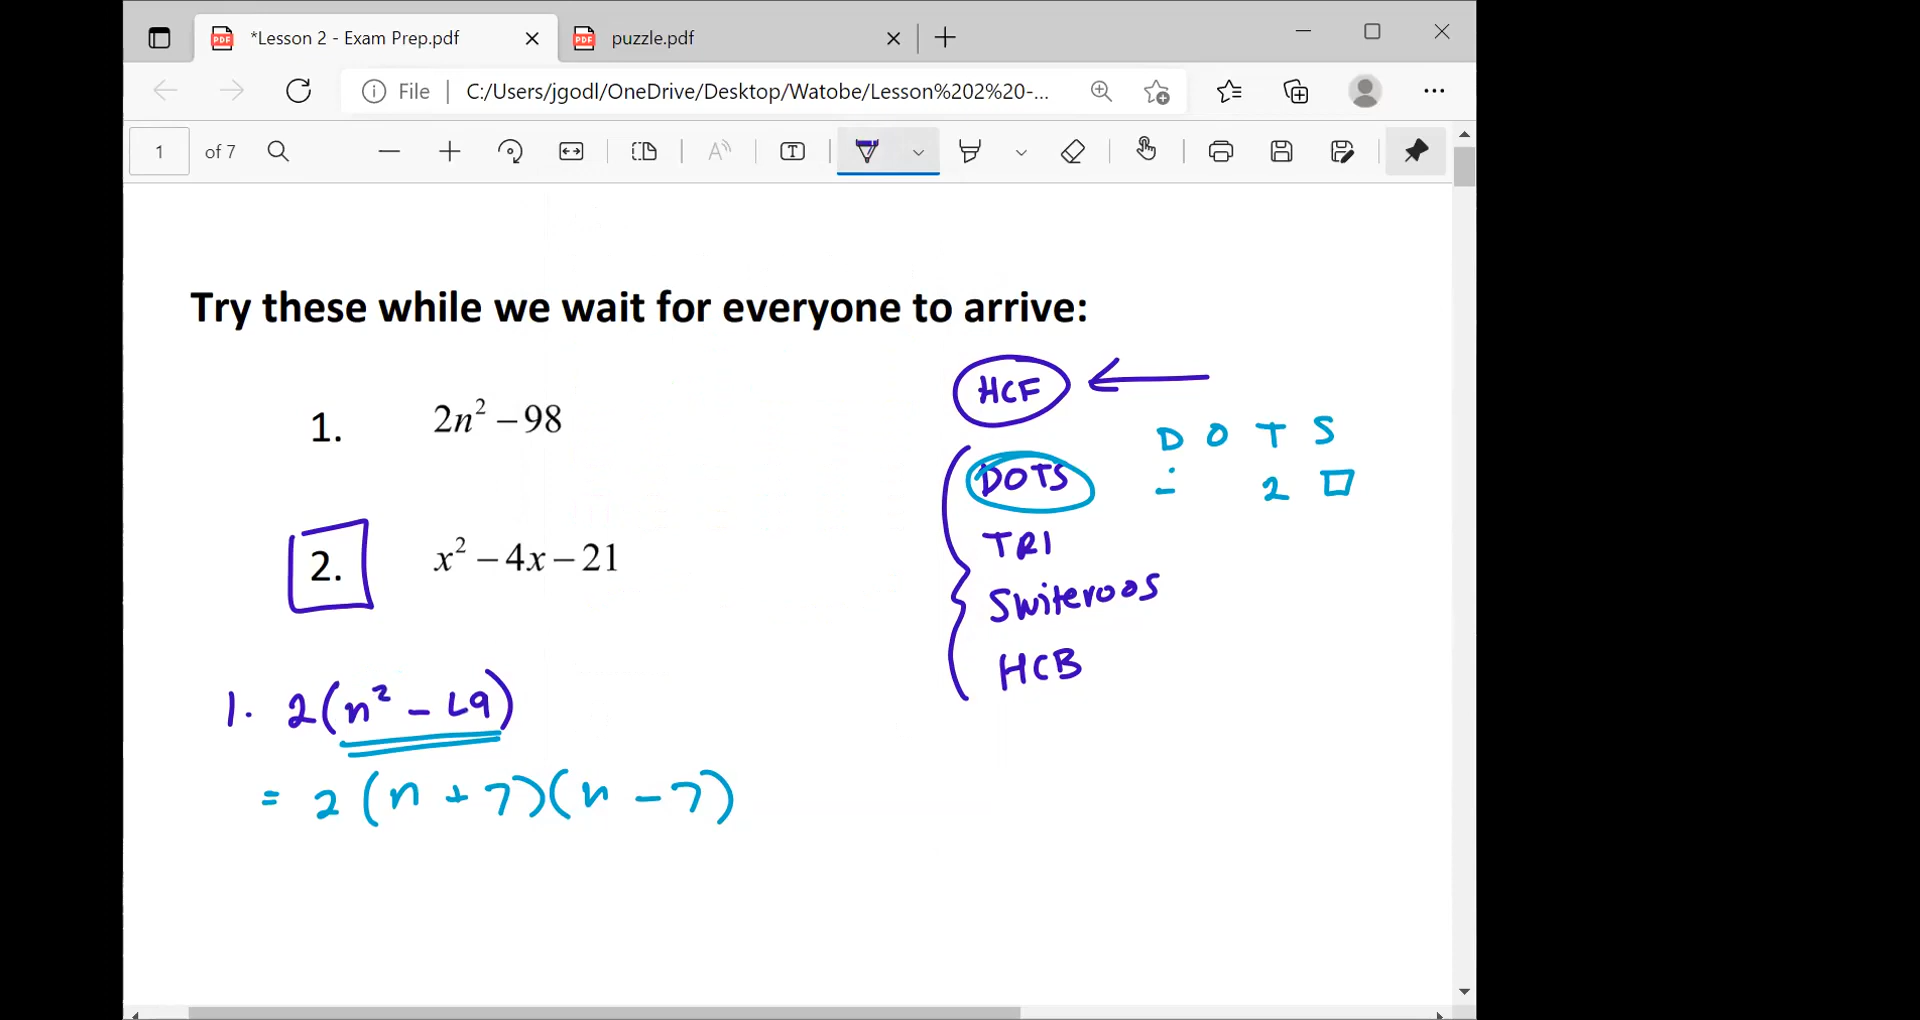 *Lesson 2 - Exam Prep.pdf
puzzle.pdf
File
C:/Users/jgodl/OneDrive/Desktop/Watobe/Lesson%202%20-...
1 of 7
Try these while we wait for everyone to arrive:
1. 2n² − 98
2. x² − 4x − 21
HCF
DOTS
TRI
Switeroos
HCB
D O T S
- 2 □
1. 2(n² − 49)
= 2(n + 7)(n − 7)